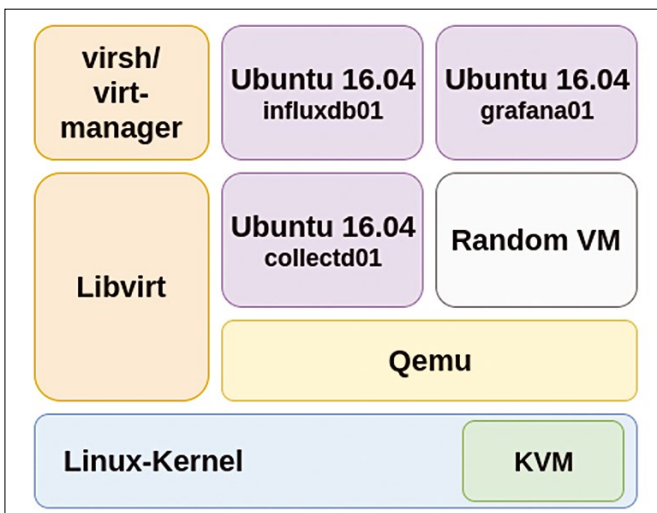 virsh/
virt-
manager
Ubuntu 16.04
influxdb01
Ubuntu 16.04
grafana01
Libvirt
Ubuntu 16.04
collectd01
Random VM
Qemu
Linux-Kernel
KVM